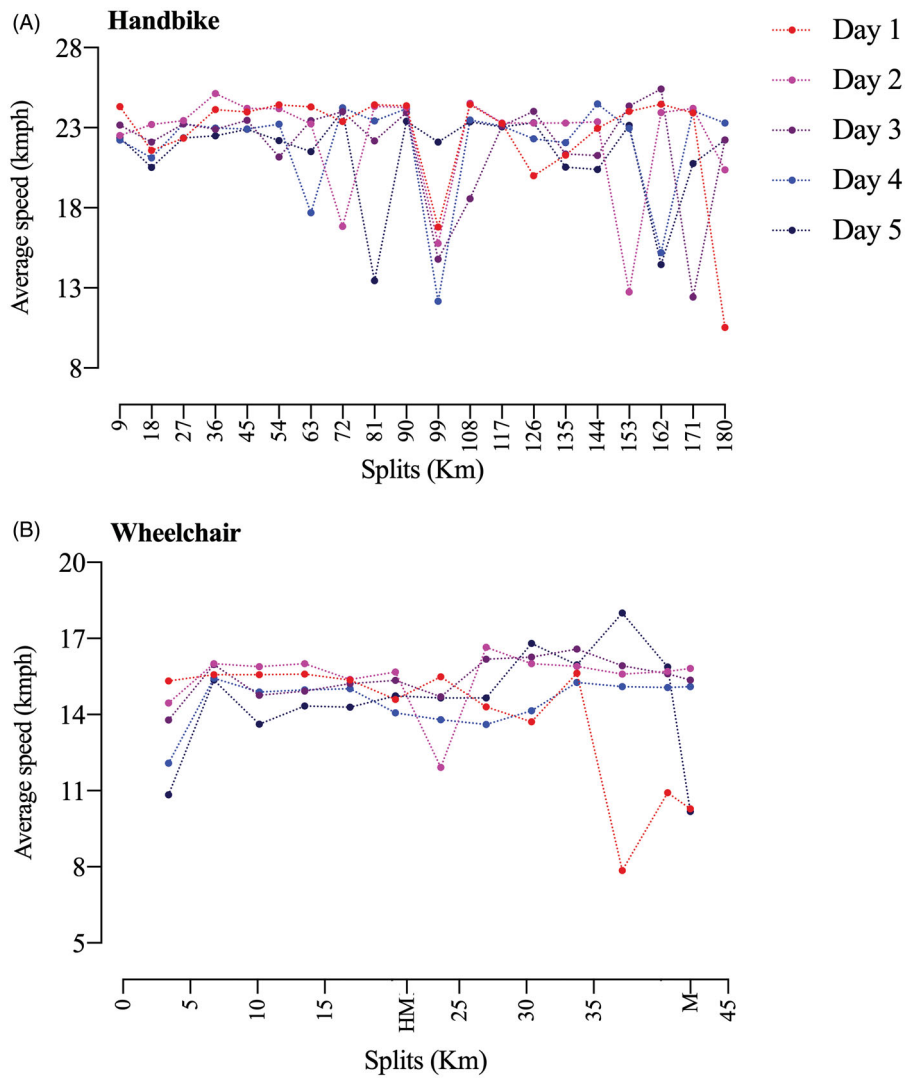 (A) Handbike
28
23
18
13
8
Average speed (kmph)
9 18 27 36 45 54 63 72 81 90 99 108 117 126 135 144 153 162 171 180
Splits (Km)
Day 1
Day 2
Day 3
Day 4
Day 5
(B) Wheelchair
20
17
14
11
8
5
Average speed (kmph)
0 5 10 15 HM 25 30 35 M 45
Splits (Km)